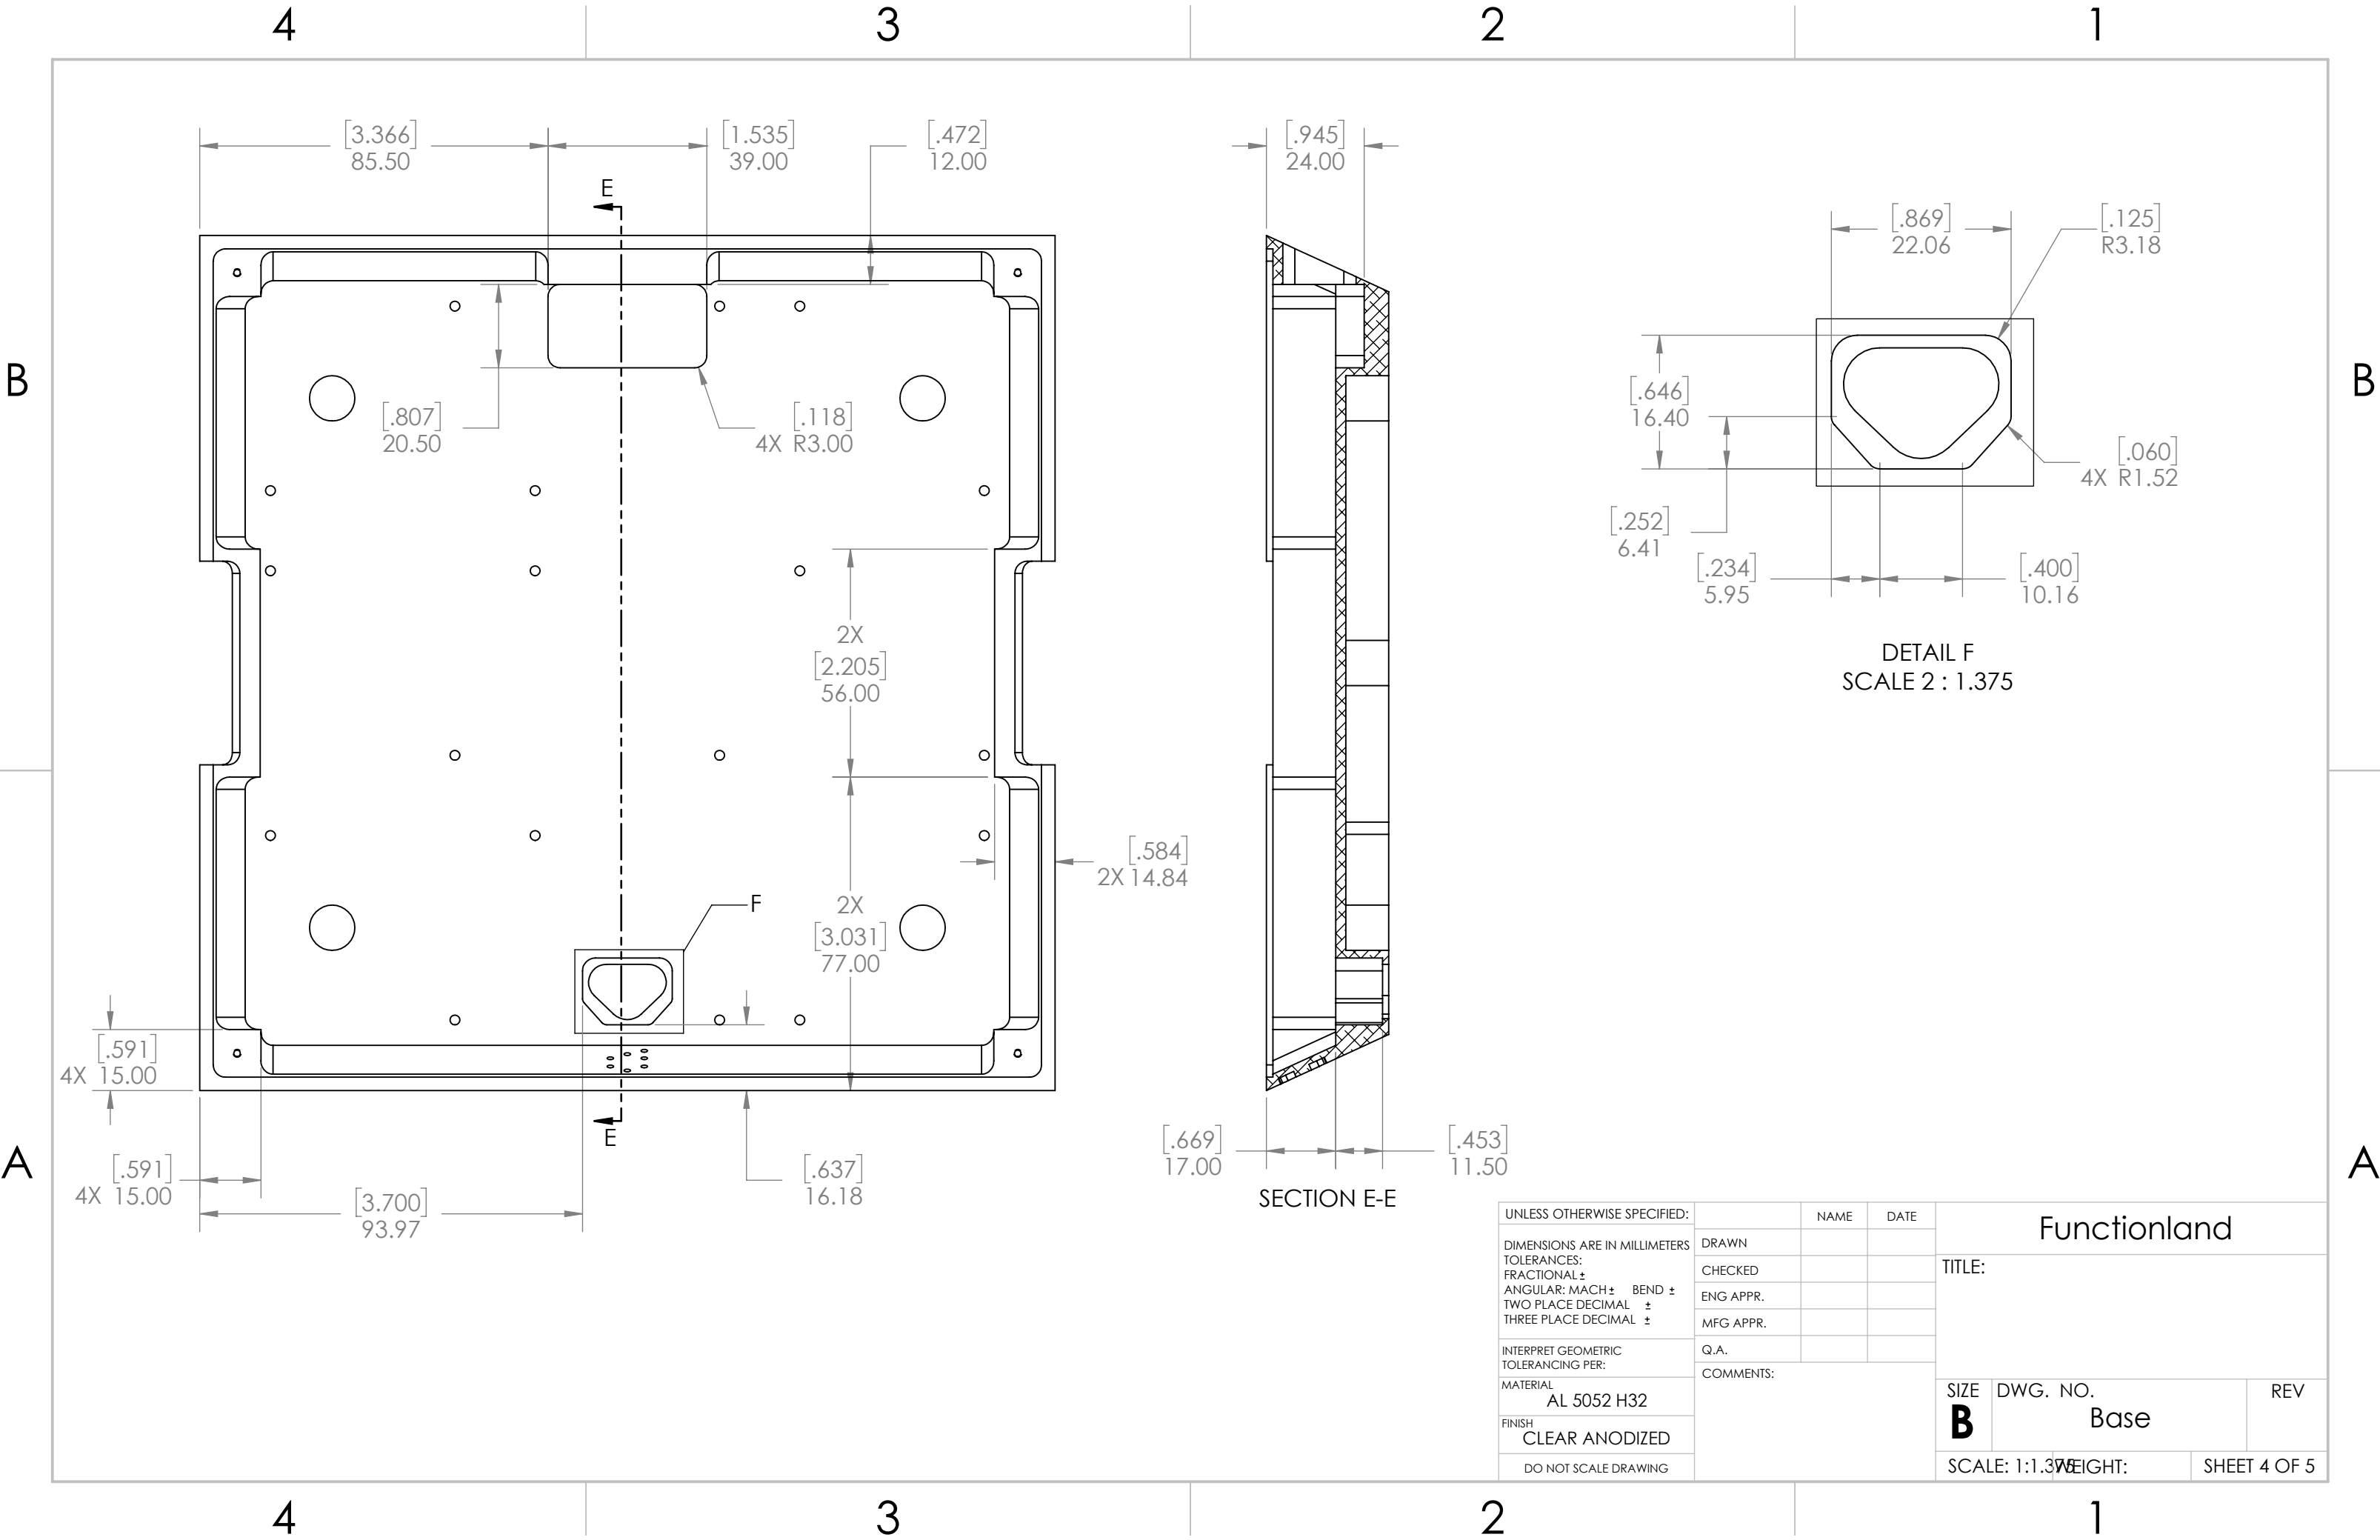 4 3 2 1
[3.366]
85.50
[1.535]
39.00
[.472]
12.00
[.945]
24.00
E
[.869]
22.06
[.125]
R3.18
B B
[.807]
20.50
[.118]
4X R3.00
[.646]
16.40
[.060]
4X R1.52
[.252]
6.41
[.234]
5.95
[.400]
10.16
2X
[2.205]
56.00
DETAIL F
SCALE 2 : 1.375
[.584]
2X 14.84
F
2X
[3.031]
77.00
[.591]
4X 15.00
E
[.591]
4X 15.00
[3.700]
93.97
[.637]
16.18
[.669]
17.00
[.453]
11.50
SECTION E-E
A A
UNLESS OTHERWISE SPECIFIED:
DIMENSIONS ARE IN MILLIMETERS
TOLERANCES:
FRACTIONAL ±
ANGULAR: MACH ± BEND ±
TWO PLACE DECIMAL ±
THREE PLACE DECIMAL ±
INTERPRET GEOMETRIC
TOLERANCING PER:
MATERIAL
AL 5052 H32
FINISH
CLEAR ANODIZED
DO NOT SCALE DRAWING
NAME DATE
DRAWN
CHECKED
ENG APPR.
MFG APPR.
Q.A.
COMMENTS:
Functionland
TITLE:
SIZE
B
DWG. NO.
Base
REV
SCALE: 1:1.375 WEIGHT:
SHEET 4 OF 5
4 3 2 1